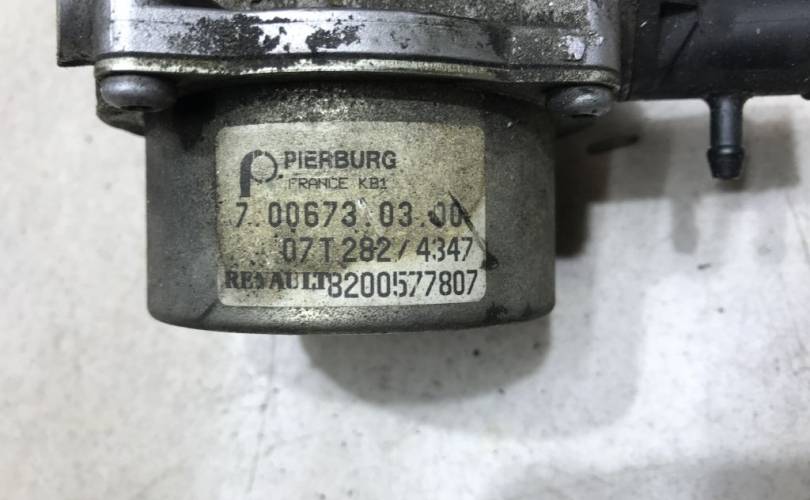 PIERBURG
FRANCE KB1
7.00673.03.00
07T282/4347
RENAULT 8200577807